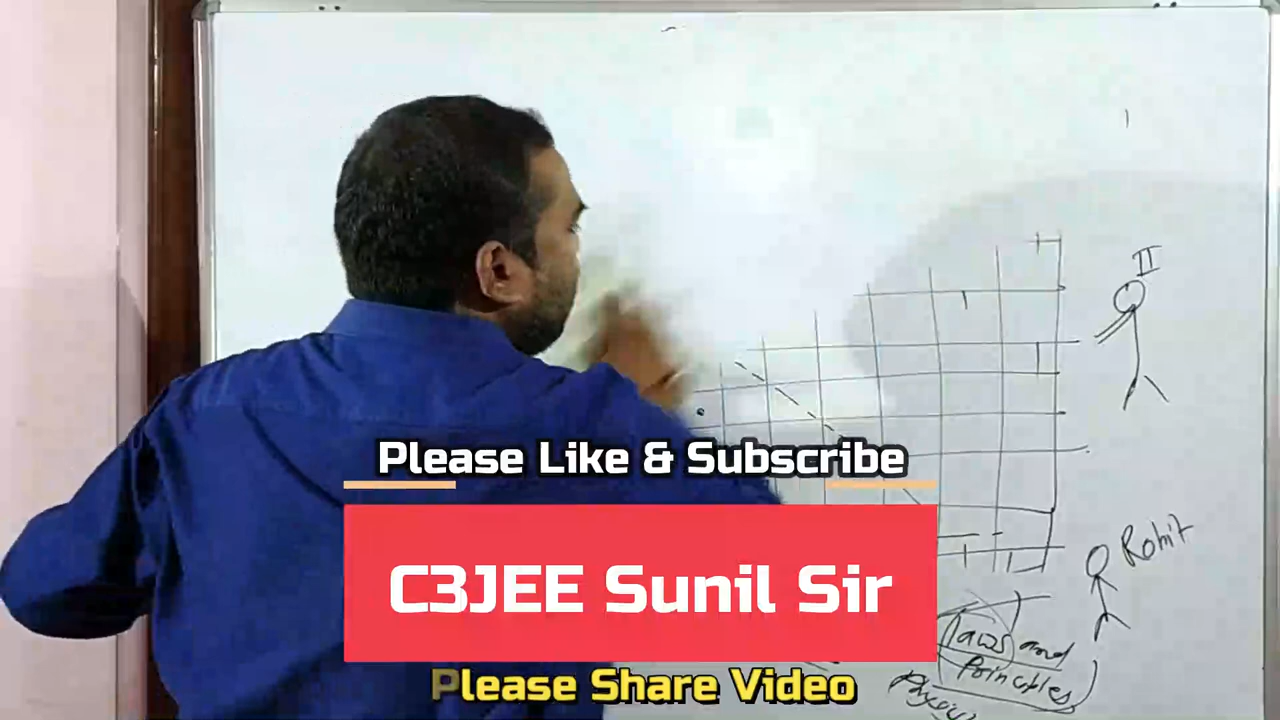 II
Please Like & Subscribe
Rohit
C3JEE Sunil Sir
Laws and
Principles
Please Share Video